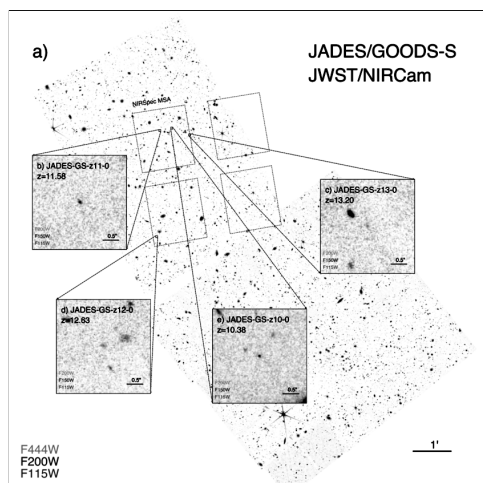 a)
JADES/GOODS-S
JWST/NIRCam
NIRSpec MSA
b) JADES-GS-z11-0
z=11.58
F150W
F115W
0.5"
c) JADES-GS-z13-0
z=13.20
F150W
F115W
0.5"
d) JADES-GS-z12-0
z=12.63
F200W
F150W
F115W
0.5"
e) JADES-GS-z10-0
z=10.38
F150W
F115W
0.5"
F444W
F200W
F115W
1'